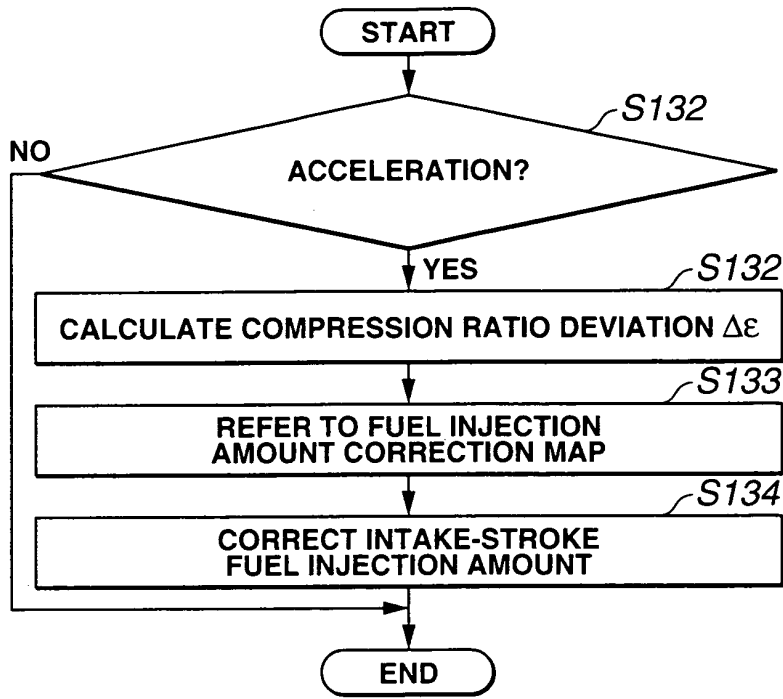 START
S132
NO
ACCELERATION?
YES
S132
CALCULATE COMPRESSION RATIO DEVIATION Δε
S133
REFER TO FUEL INJECTION
AMOUNT CORRECTION MAP
S134
CORRECT INTAKE-STROKE
FUEL INJECTION AMOUNT
END